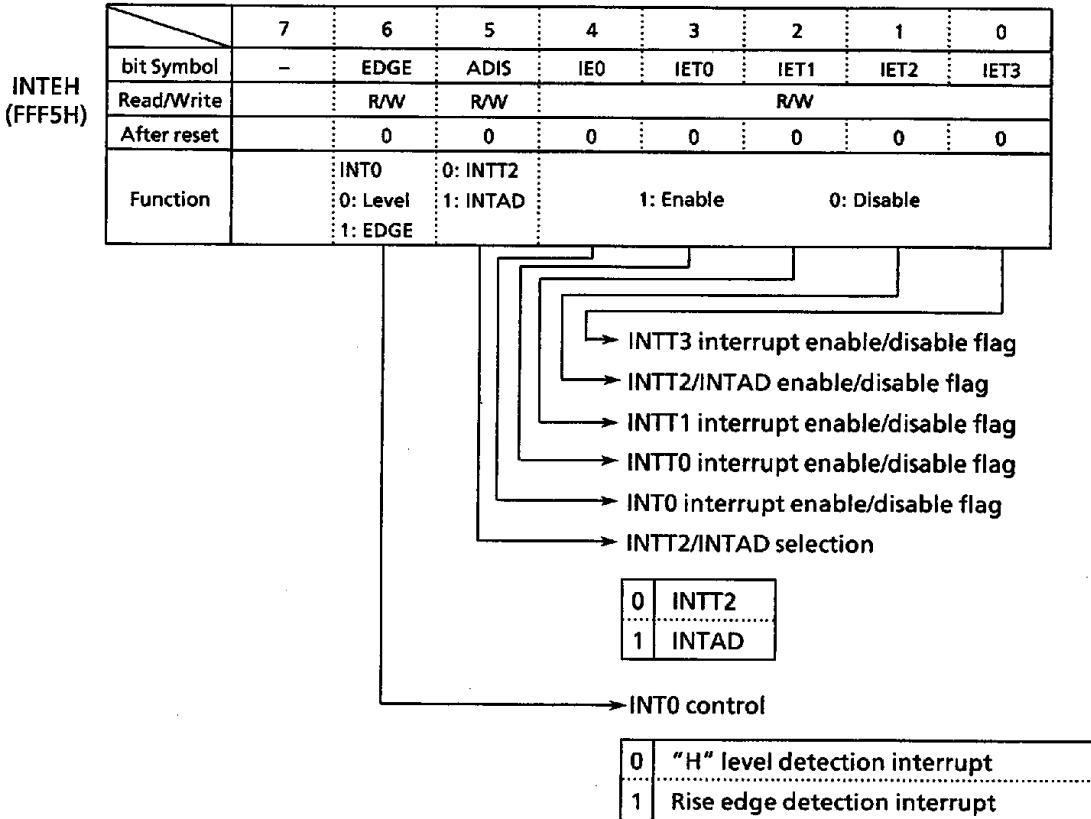 7 6 5 4 3 2 1 0
bit Symbol – EDGE ADIS IE0 IET0 IET1 IET2 IET3
INTEH
(FFF5H)
Read/Write R/W R/W R/W
After reset 0 0 0 0 0 0 0
Function
INT0 0: INTT2
0: Level 1: INTAD 1: Enable 0: Disable
1: EDGE
INTT3 interrupt enable/disable flag
INTT2/INTAD enable/disable flag
INTT1 interrupt enable/disable flag
INTT0 interrupt enable/disable flag
INT0 interrupt enable/disable flag
INTT2/INTAD selection
0 INTT2
1 INTAD
INT0 control
0 "H" level detection interrupt
1 Rise edge detection interrupt